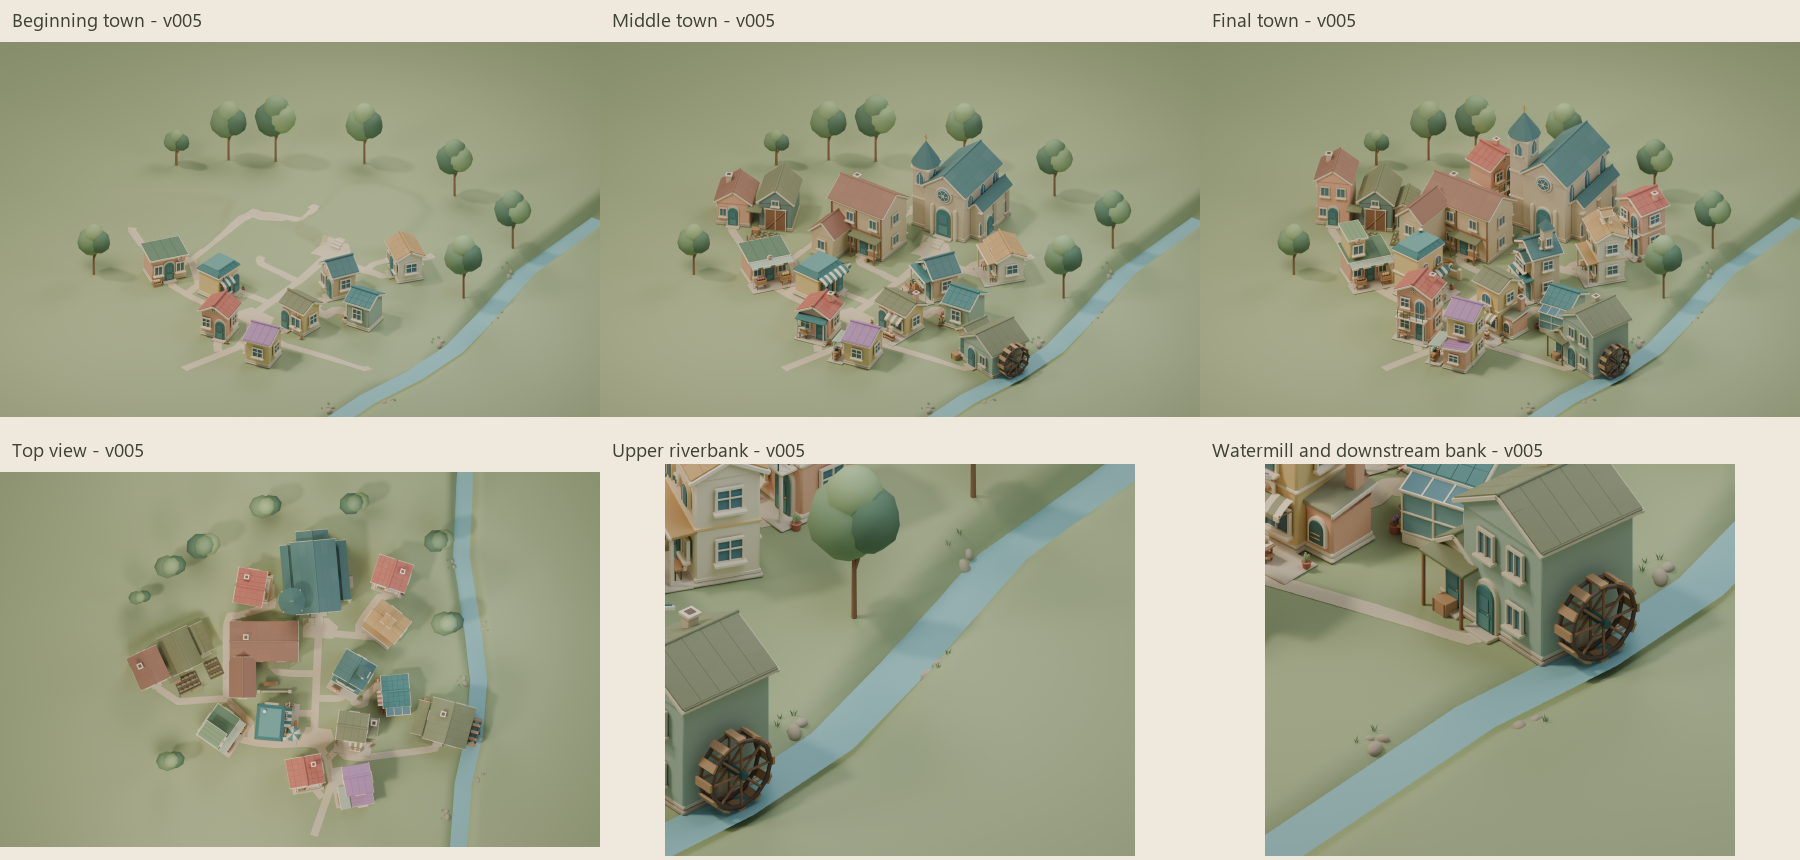 Beginning town - v005
Middle town - v005
Final town - v005
Top view - v005
Upper riverbank - v005
Watermill and downstream bank - v005